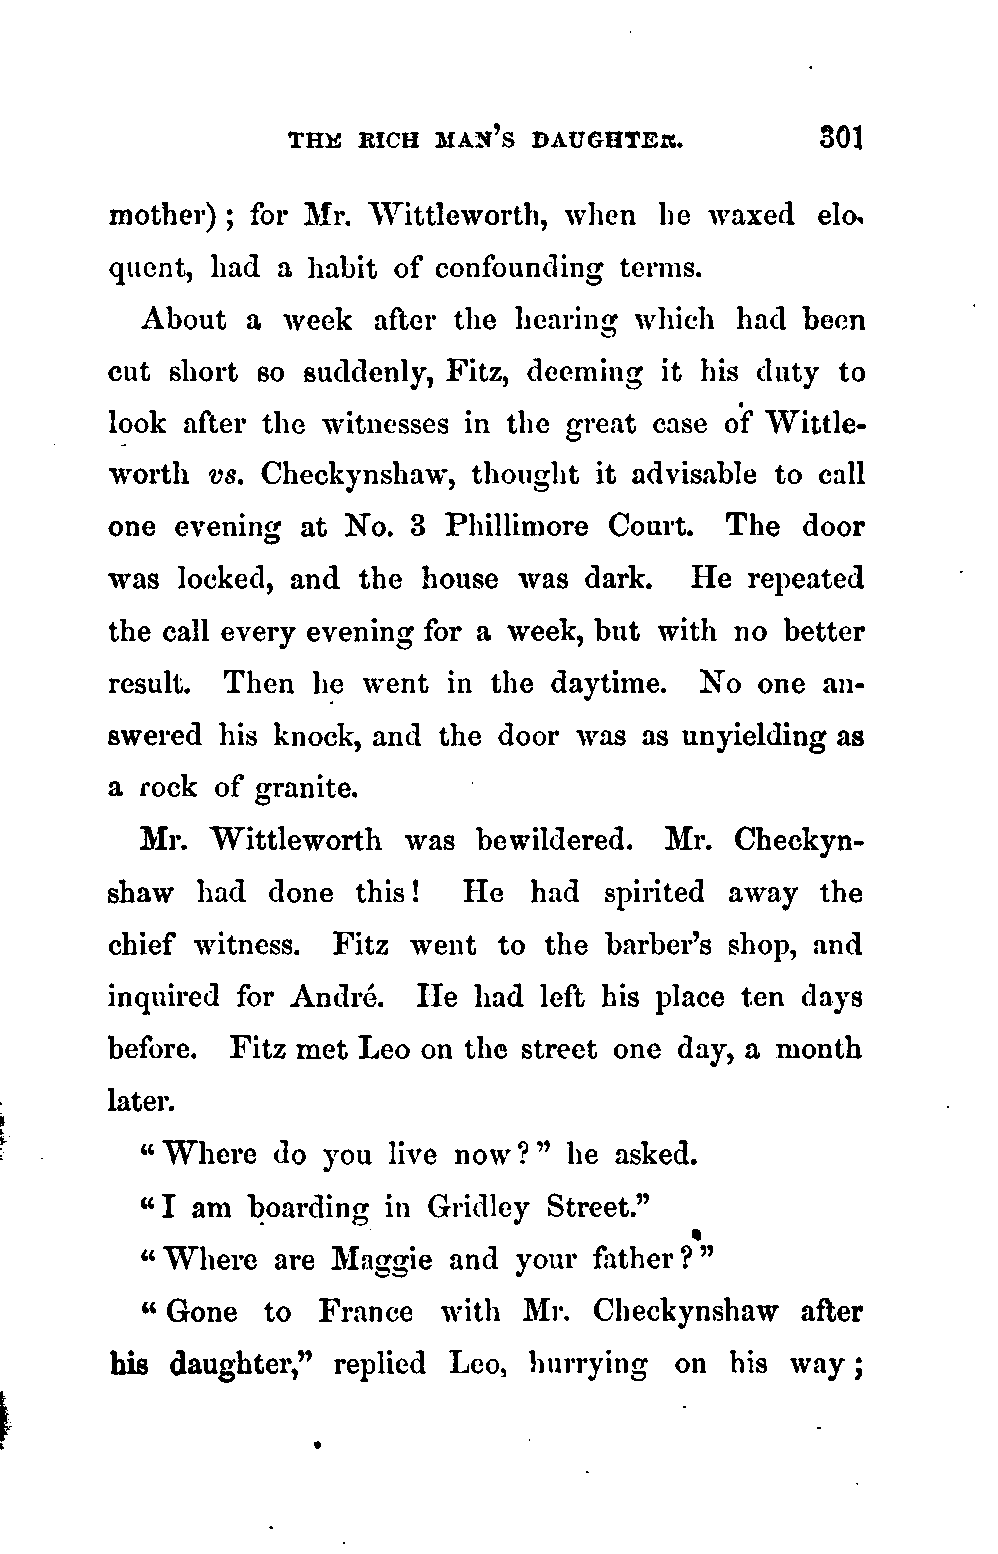 THE RICH MAN'S DAUGHTER. 301
mother); for Mr. Wittleworth, when he waxed elo-
quent, had a habit of confounding terms.
About a week after the hearing which had been
cut short so suddenly, Fitz, deeming it his duty to
look after the witnesses in the great case of Wittle-
worth vs. Checkynshaw, thought it advisable to call
one evening at No. 3 Phillimore Court. The door
was locked, and the house was dark. He repeated
the call every evening for a week, but with no better
result. Then he went in the daytime. No one an-
swered his knock, and the door was as unyielding as
a rock of granite.
Mr. Wittleworth was bewildered. Mr. Checkyn-
shaw had done this! He had spirited away the
chief witness. Fitz went to the barber's shop, and
inquired for André. He had left his place ten days
before. Fitz met Leo on the street one day, a month
later.
"Where do you live now?" he asked.
"I am boarding in Gridley Street."
"Where are Maggie and your father?"
"Gone to France with Mr. Checkynshaw after
his daughter," replied Leo, hurrying on his way;